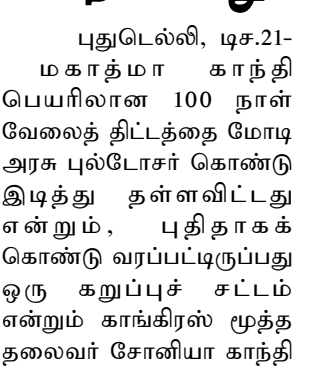 புதுடெல்லி, டிச.21-
மகாத்மா காந்தி
பெயரிலான 100 நாள்
வேலைத் திட்டத்தை மோடி
அரசு புல்டோசர் கொண்டு
இடித்து தள்ளவிட்டது
என்றும், புதிதாகக்
கொண்டு வரப்பட்டிருப்பது
ஒரு கறுப்புச் சட்டம்
என்றும் காங்கிரஸ் மூத்த
தலைவர் சோனியா காந்தி